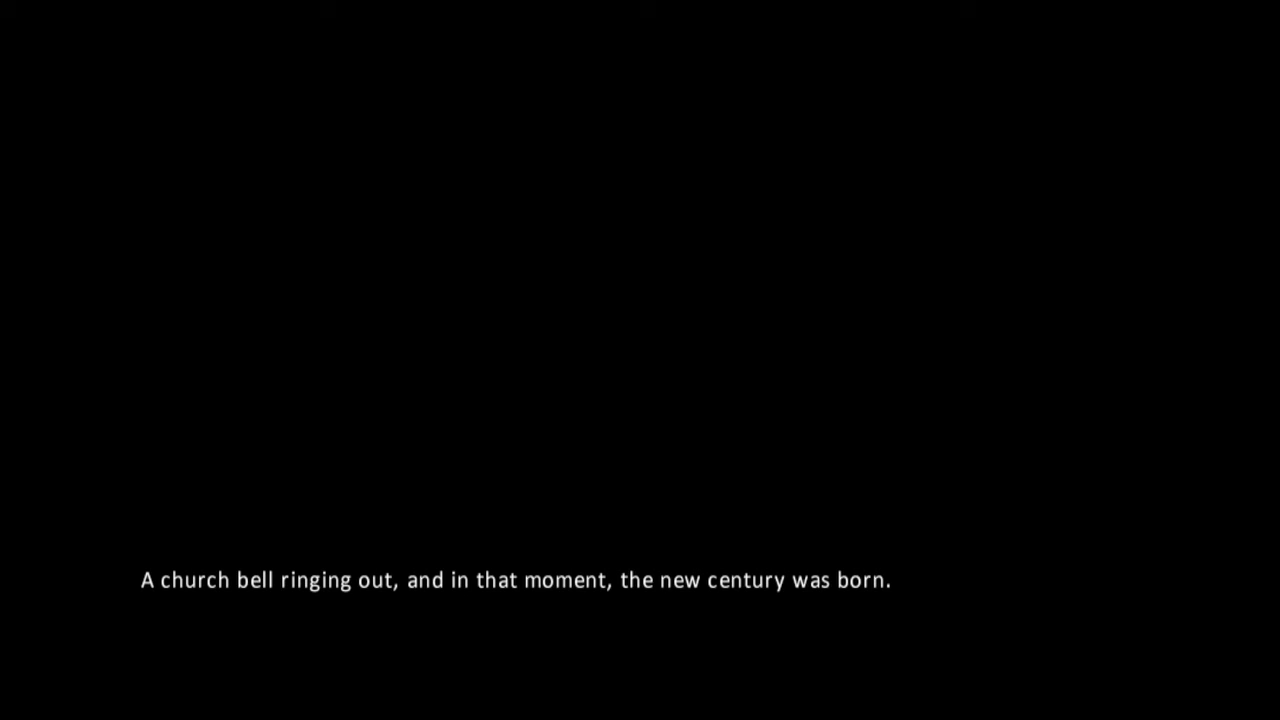 A church bell ringing out, and in that moment, the new century was born.